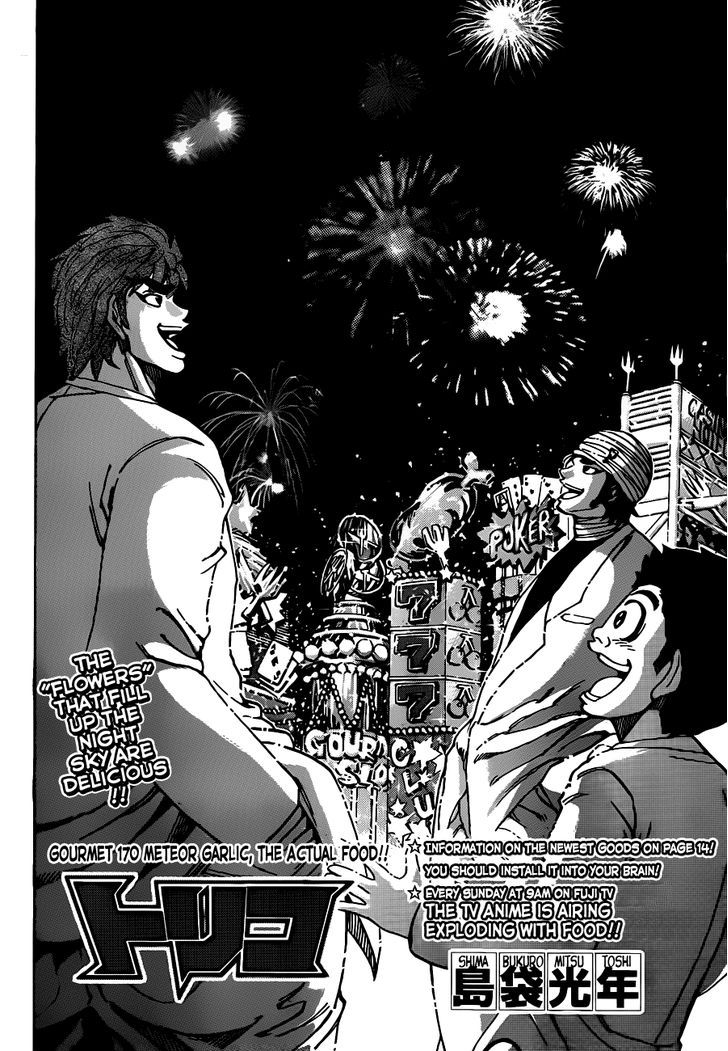 POKER
7 7 7
THE
"FLOWERS"
THAT FILL
UP THE
NIGHT
SKY ARE
DELICIOUS
!!
GOURMET 170 METEOR GARLIC, THE ACTUAL FOOD!!
トリコ
☆ INFORMATION ON THE NEWEST GOODS ON PAGE 14!
YOU SHOULD INSTALL IT INTO YOUR BRAIN!
☆ EVERY SUNDAY AT 9AM ON FUJI TV
THE TV ANIME IS AIRING
EXPLODING WITH FOOD!!
SHIMA BUKURO MITSU TOSHI
島袋光年